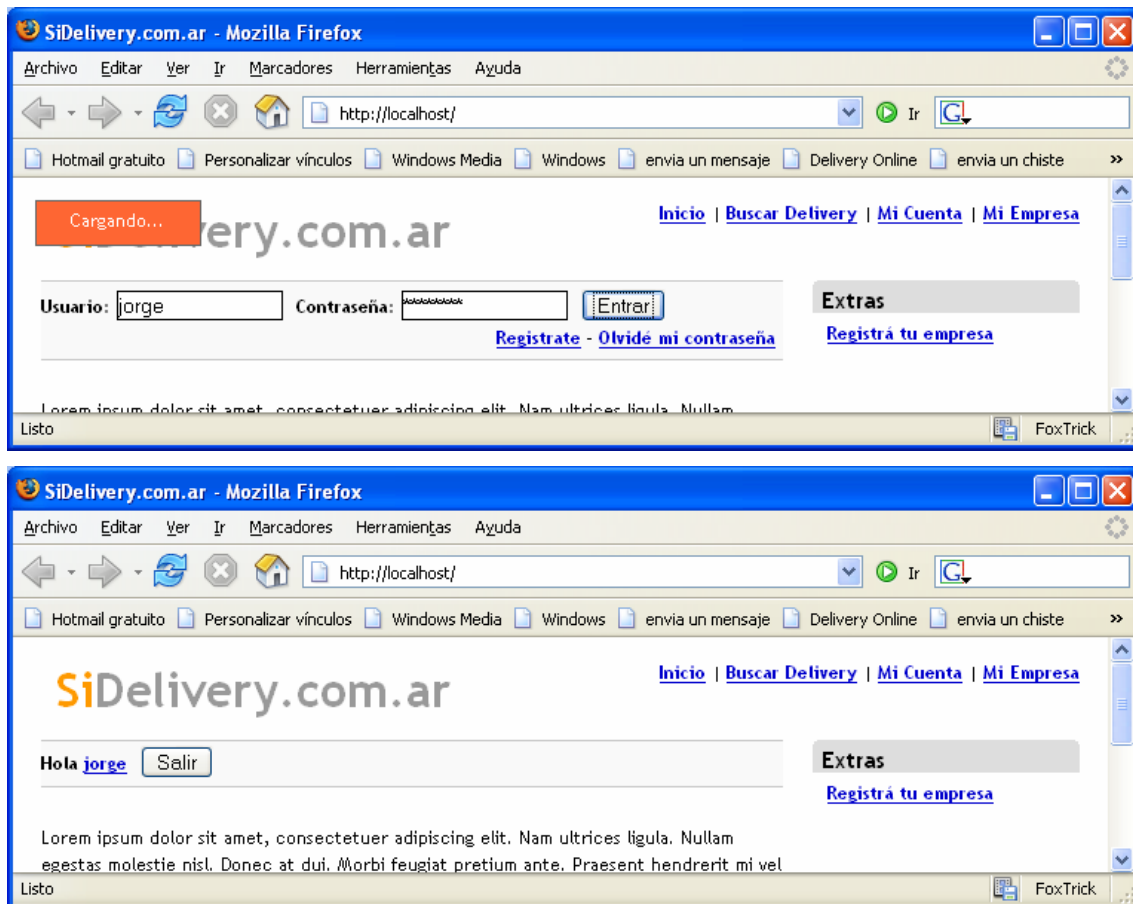 SiDelivery.com.ar - Mozilla Firefox
Archivo Editar Ver Ir Marcadores Herramientas Ayuda
http://localhost/ Ir G
Hotmail gratuito Personalizar vínculos Windows Media Windows envia un mensaje Delivery Online envia un chiste »
Inicio | Buscar Delivery | Mi Cuenta | Mi Empresa
Cargando...
ery.com.ar
Usuario: jorge Contraseña: ********* Entrar
Extras
Registrate - Olvidé mi contraseña
Registrá tu empresa
Lorem ipsum dolor sit amet, consectetuer adipiscing elit. Nam ultrices ligula. Nullam
Listo FoxTrick
SiDelivery.com.ar - Mozilla Firefox
Archivo Editar Ver Ir Marcadores Herramientas Ayuda
http://localhost/ Ir G
Hotmail gratuito Personalizar vínculos Windows Media Windows envia un mensaje Delivery Online envia un chiste »
Inicio | Buscar Delivery | Mi Cuenta | Mi Empresa
SiDelivery.com.ar
Hola jorge Salir
Extras
Registrá tu empresa
Lorem ipsum dolor sit amet, consectetuer adipiscing elit. Nam ultrices ligula. Nullam
egestas molestie nisl. Donec at dui. Morbi feugiat pretium ante. Praesent hendrerit mi vel
Listo FoxTrick